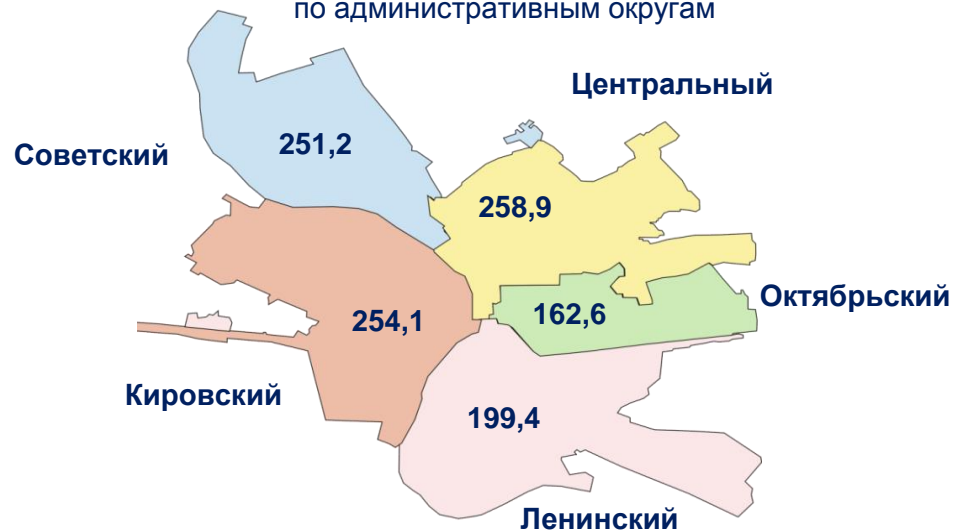 по административным округам
Центральный
Советский
251,2
258,9
Октябрьский
254,1
162,6
Кировский
199,4
Ленинский